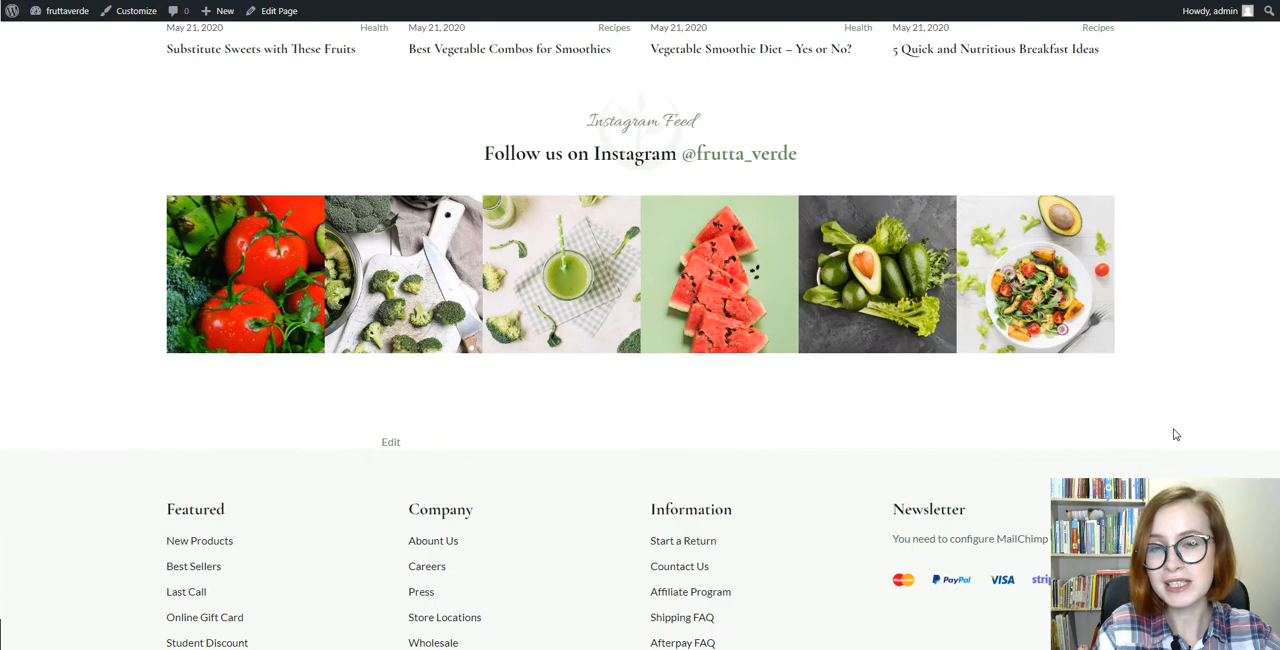 fruttaverde Customize 0 New Edit Page Howdy, admin
May 21, 2020 Health May 21, 2020 Recipes May 21, 2020 Health May 21, 2020 Recipes
Substitute Sweets with These Fruits Best Vegetable Combos for Smoothies Vegetable Smoothie Diet – Yes or No? 5 Quick and Nutritious Breakfast Ideas
Instagram Feed
Follow us on Instagram @frutta_verde
Edit
Featured Company Information Newsletter
New Products Abount Us Start a Return You need to configure MailChimp
Best Sellers Careers Countact Us PayPal VISA
Last Call Press Affiliate Program
Online Gift Card Store Locations Shipping FAQ
Student Discount Wholesale Afterpay FAQ